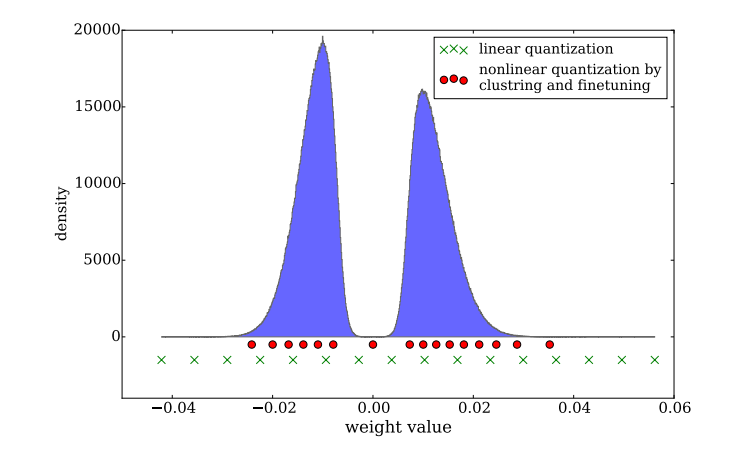 20000
linear quantization
nonlinear quantization by
clustring and finetuning
15000
10000
density
5000
0
−0.04 −0.02 0.00 0.02 0.04 0.06
weight value